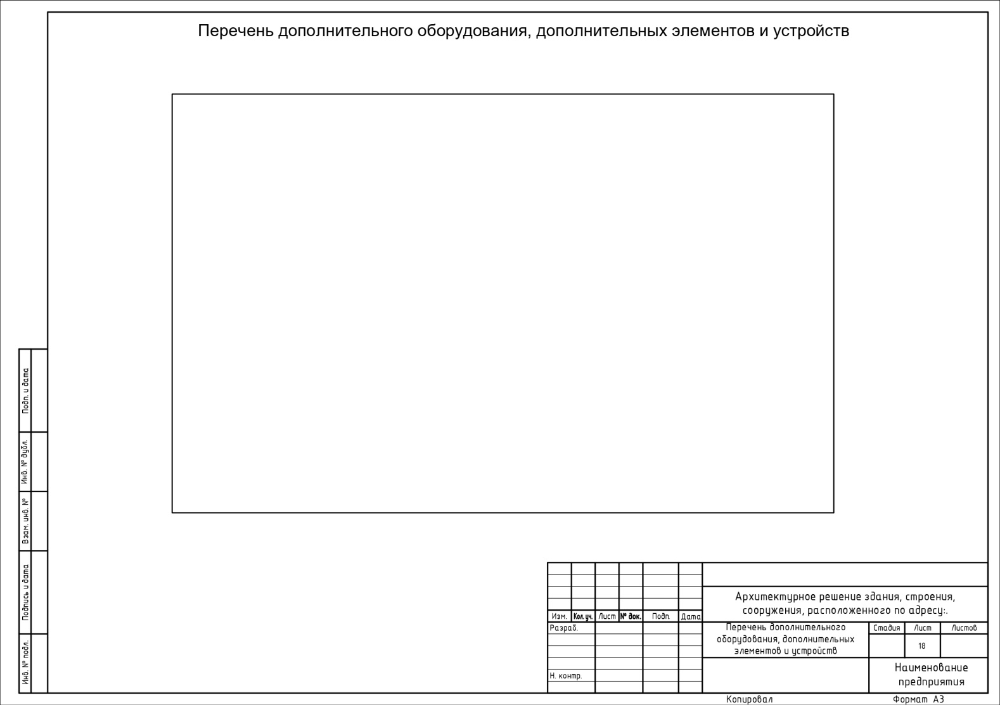 Перечень дополнительного оборудования, дополнительных элементов и устройств
Подп. и дата
Инв. № дубл.
Взам. инв. №
Подпись и дата
Инв. № подл.
Архитектурное решение здания, строения,
сооружения, расположенного по адресу:.
Изм. Кол. уч. Лист № док. Подп. Дата
Разраб.
Н. контр.
Перечень дополнительного
оборудования, дополнительных
элементов и устройств
Стадия Лист Листов
18
Наименование
предприятия
Копировал Формат А3